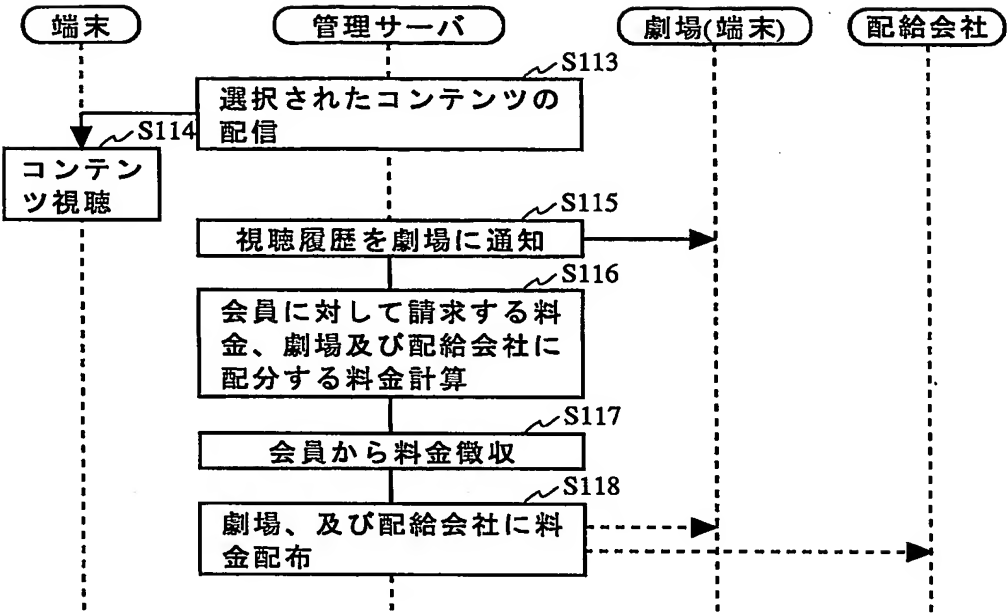 端末
管理サーバ
劇場(端末)
配給会社
S113
選択されたコンテンツの
配信
S114
コンテン
ツ視聴
S115
視聴履歴を劇場に通知
S116
会員に対して請求する料
金、劇場及び配給会社に
配分する料金計算
S117
会員から料金徴収
S118
劇場、及び配給会社に料
金配布